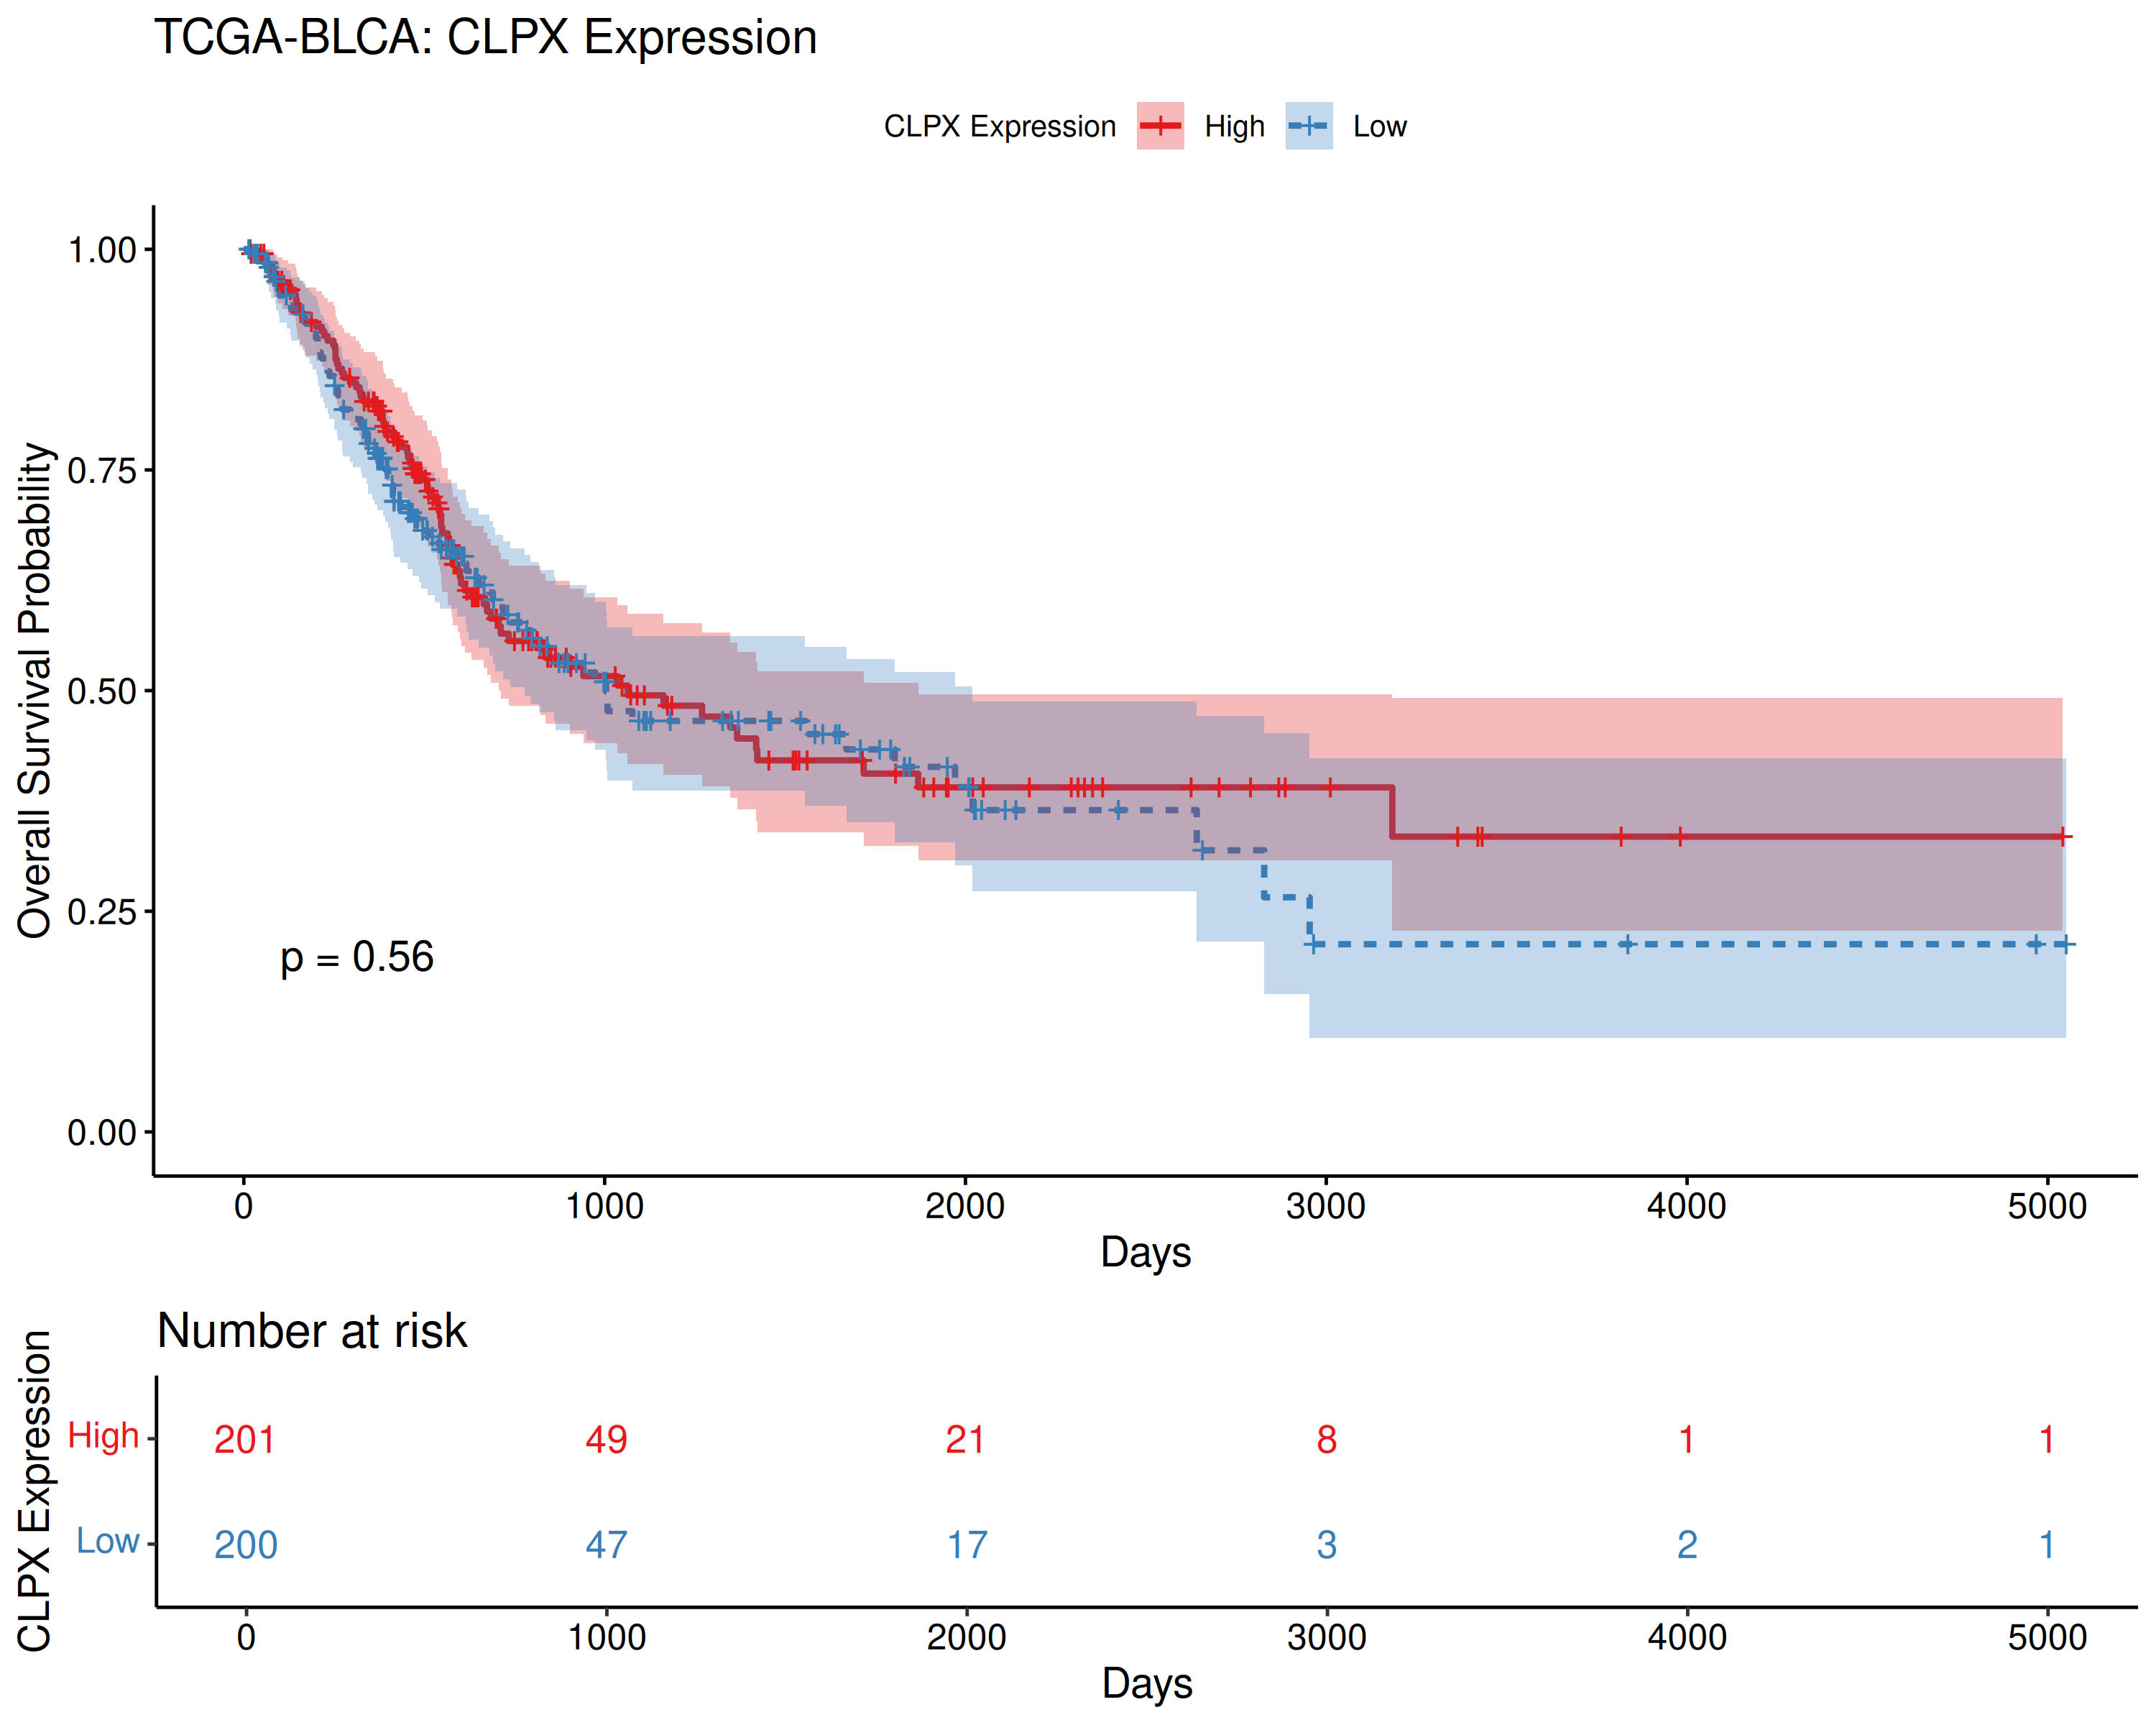 TCGA-BLCA: CLPX Expression
CLPX Expression High Low
Overall Survival Probability
1.00
0.75
0.50
0.25
0.00
p = 0.56
0 1000 2000 3000 4000 5000
Days
Number at risk
CLPX Expression
High 201 49 21 8 1 1
Low 200 47 17 3 2 1
0 1000 2000 3000 4000 5000
Days